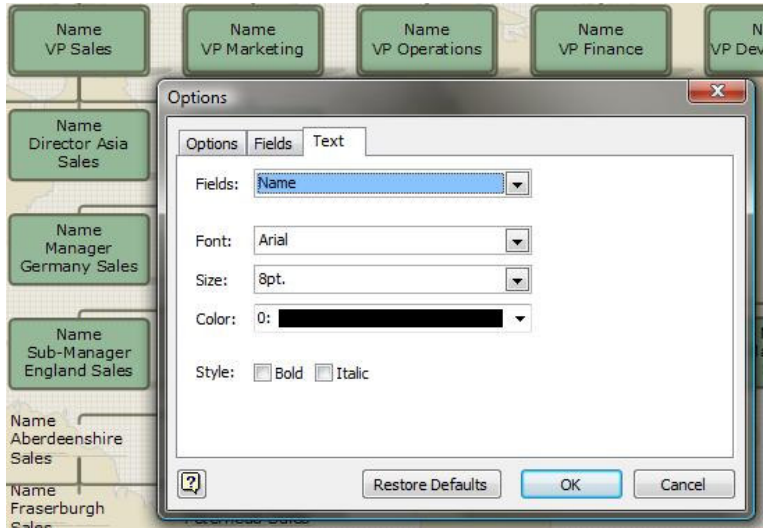 Name
VP Sales
Name
VP Marketing
Name
VP Operations
Name
VP Finance
VP
Name
Director Asia
Sales
Name
Manager
Germany Sales
Name
Sub-Manager
England Sales
Name
Aberdeenshire
Sales
Name
Fraserburgh
Sales
Options
X
Options Fields Text
Fields: Name
Font: Arial
Size: 8pt.
Color: 0:
Style: Bold Italic
? Restore Defaults OK Cancel